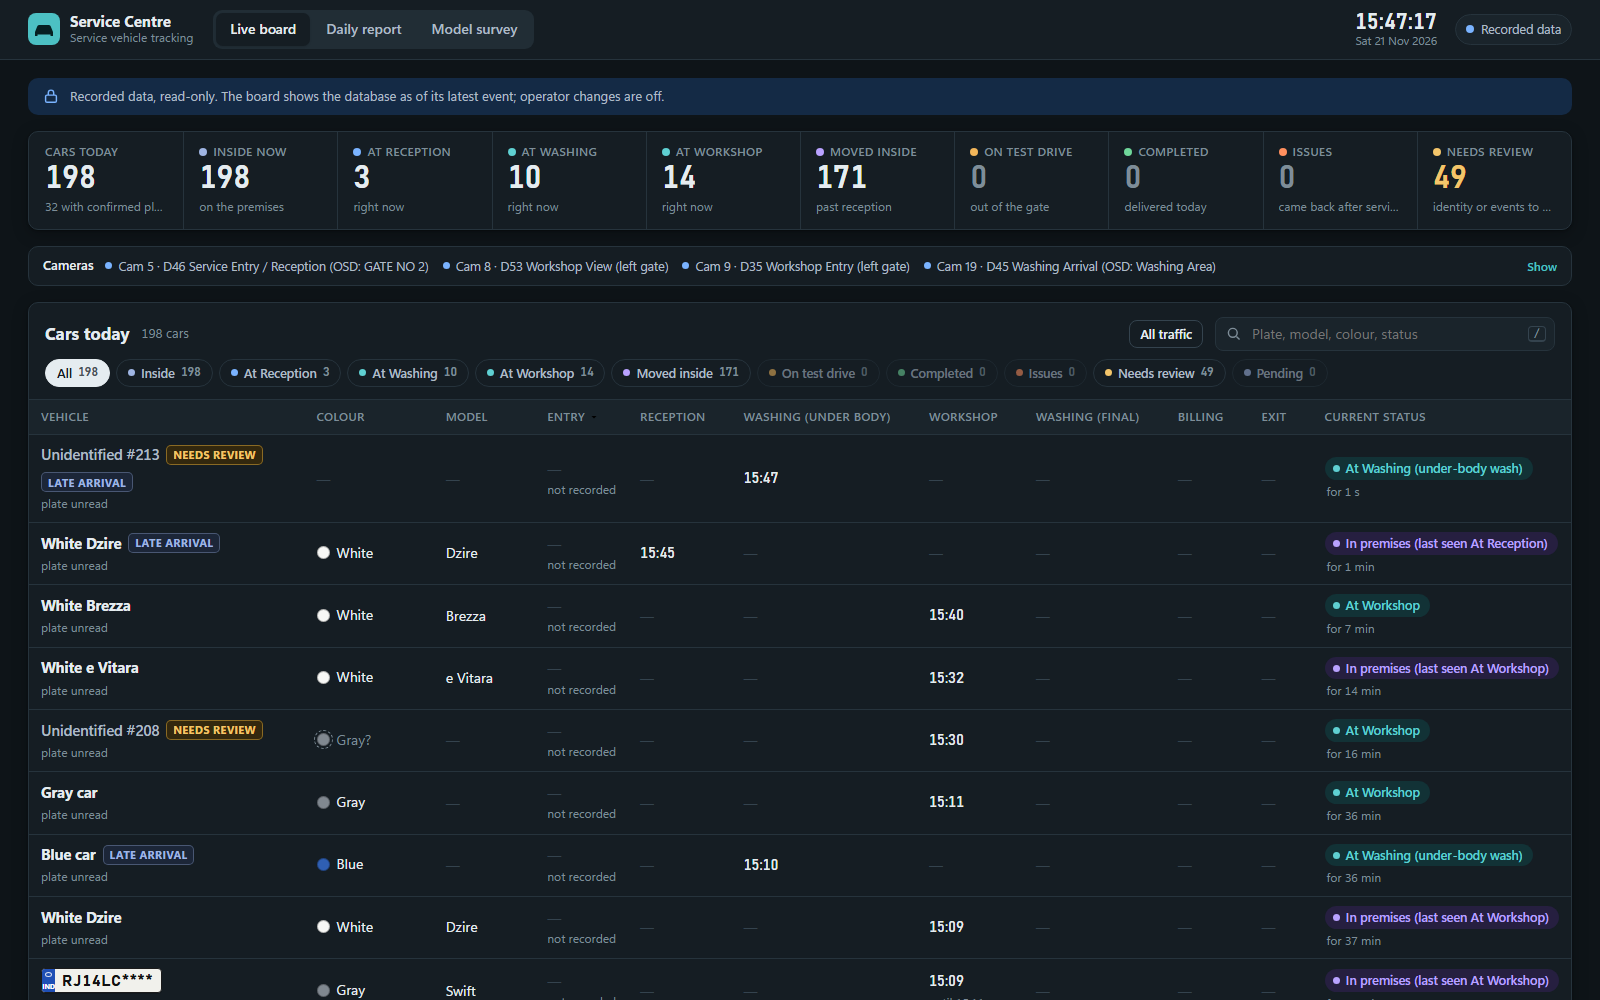 Service Centre
Service vehicle tracking
Live board
Daily report
Model survey
15:47:17
Sat 21 Nov 2026
Recorded data
Recorded data, read-only. The board shows the database as of its latest event; operator changes are off.
CARS TODAY
198
32 with confirmed pl...
INSIDE NOW
198
on the premises
AT RECEPTION
3
right now
AT WASHING
10
right now
AT WORKSHOP
14
right now
MOVED INSIDE
171
past reception
ON TEST DRIVE
0
out of the gate
COMPLETED
0
delivered today
ISSUES
0
came back after servi...
NEEDS REVIEW
49
identity or events to ...
Cameras Cam 5 · D46 Service Entry / Reception (OSD: GATE NO 2) Cam 8 · D53 Workshop View (left gate) Cam 9 · D35 Workshop Entry (left gate) Cam 19 · D45 Washing Arrival (OSD: Washing Area) Show
Cars today 198 cars
All traffic
Plate, model, colour, status /
All 198 Inside 198 At Reception 3 At Washing 10 At Workshop 14 Moved inside 171 On test drive 0 Completed 0 Issues 0 Needs review 49 Pending 0
VEHICLE COLOUR MODEL ENTRY RECEPTION WASHING (UNDER BODY) WORKSHOP WASHING (FINAL) BILLING EXIT CURRENT STATUS
Unidentified #213 NEEDS REVIEW
LATE ARRIVAL
plate unread
— — — not recorded — 15:47 — — — —
At Washing (under-body wash)
for 1 s
White Dzire LATE ARRIVAL
plate unread
White Dzire — not recorded 15:45 — — — — —
In premises (last seen At Reception)
for 1 min
White Brezza
plate unread
White Brezza — not recorded — — 15:40 — — —
At Workshop
for 7 min
White e Vitara
plate unread
White e Vitara — not recorded — — 15:32 — — —
In premises (last seen At Workshop)
for 14 min
Unidentified #208 NEEDS REVIEW
plate unread
Gray? — — not recorded — — 15:30 — — —
At Workshop
for 16 min
Gray car
plate unread
Gray — — not recorded — — 15:11 — — —
At Workshop
for 36 min
Blue car LATE ARRIVAL
plate unread
Blue — — not recorded — 15:10 — — — —
At Washing (under-body wash)
for 36 min
White Dzire
plate unread
White Dzire — not recorded — — 15:09 — — —
In premises (last seen At Workshop)
for 37 min
IND RJ14LC****
Gray Swift — — — 15:09 — — —
In premises (last seen At Workshop)